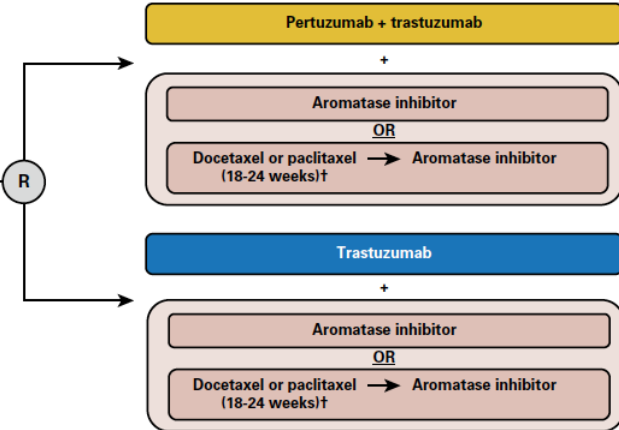 Pertuzumab + trastuzumab
+
Aromatase inhibitor
OR
Docetaxel or paclitaxel → Aromatase inhibitor
(18-24 weeks)†
R
Trastuzumab
+
Aromatase inhibitor
OR
Docetaxel or paclitaxel → Aromatase inhibitor
(18-24 weeks)†